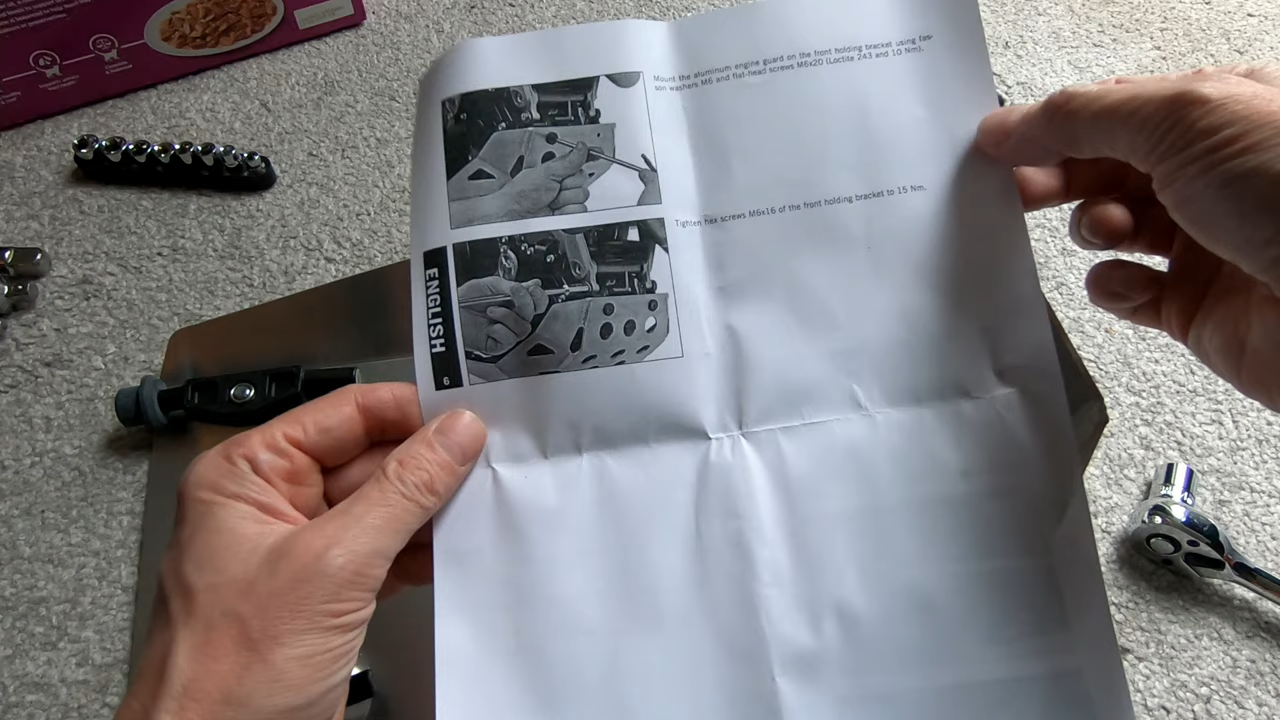 Mount the aluminum engine guard on the front holding bracket using fas-
son washers M6 and flat-head screws M6x20 (Loctite 243 and 10 Nm).
Tighten hex screws M6x16 of the front holding bracket to 15 Nm.
ENGLISH
6